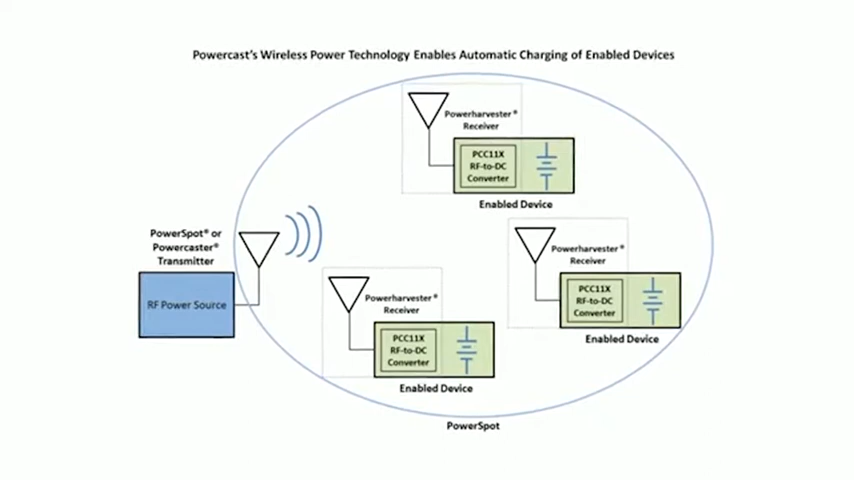 Powercast's Wireless Power Technology Enables Automatic Charging of Enabled Devices
Powerharvester®
Receiver
PCC11X
RF-to-DC
Converter
Enabled Device
PowerSpot® or
Powercaster®
Transmitter
RF Power Source
Powerharvester®
Receiver
PCC11X
RF-to-DC
Converter
Enabled Device
Powerharvester®
Receiver
PCC11X
RF-to-DC
Converter
Enabled Device
PowerSpot